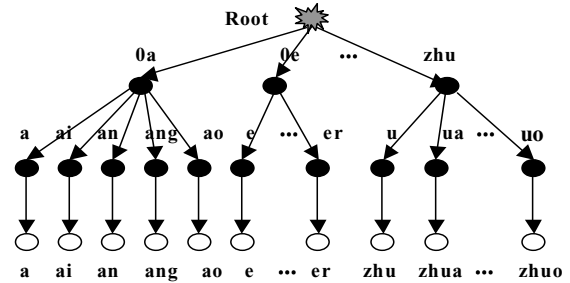 Root
0a 0e ... zhu
a ai an ang ao e ... er u ua ... uo
a ai an ang ao e ... er zhu zhua ... zhuo